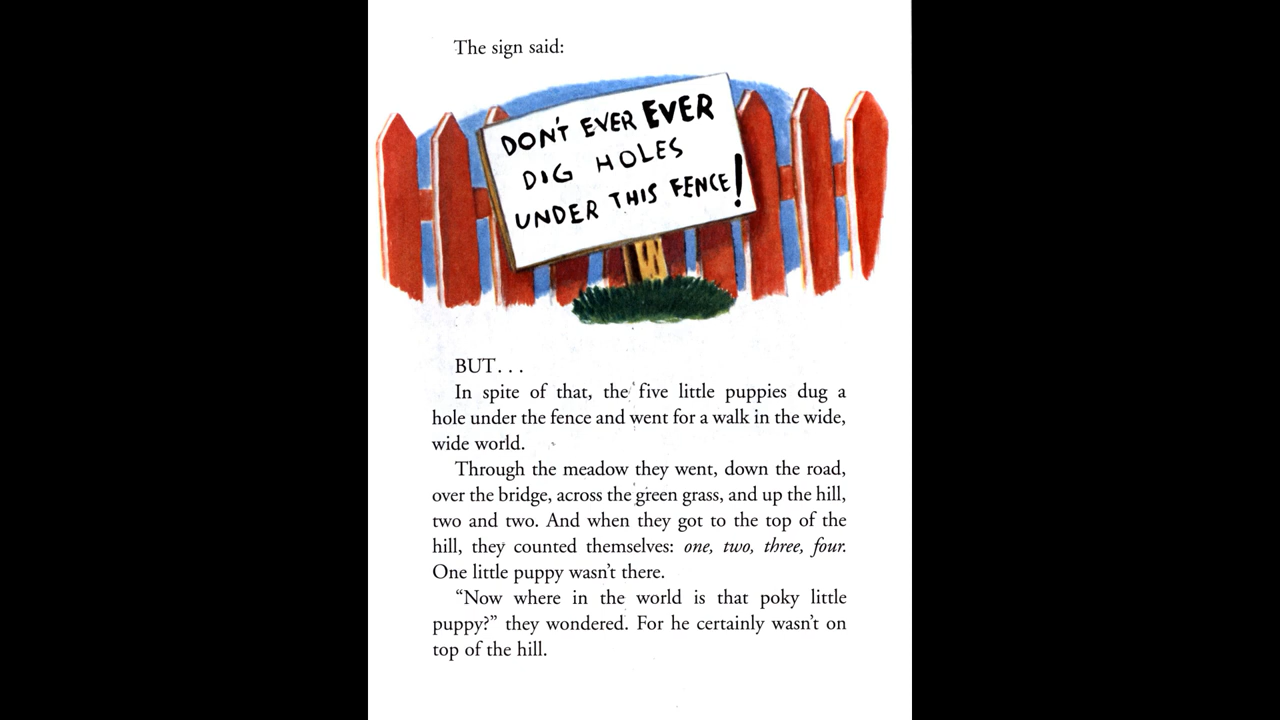 The sign said:
DON'T EVER EVER
DIG HOLES
UNDER THIS FENCE!
BUT...
In spite of that, the five little puppies dug a
hole under the fence and went for a walk in the wide,
wide world.
Through the meadow they went, down the road,
over the bridge, across the green grass, and up the hill,
two and two. And when they got to the top of the
hill, they counted themselves: one, two, three, four.
One little puppy wasn't there.
“Now where in the world is that poky little
puppy?” they wondered. For he certainly wasn't on
top of the hill.